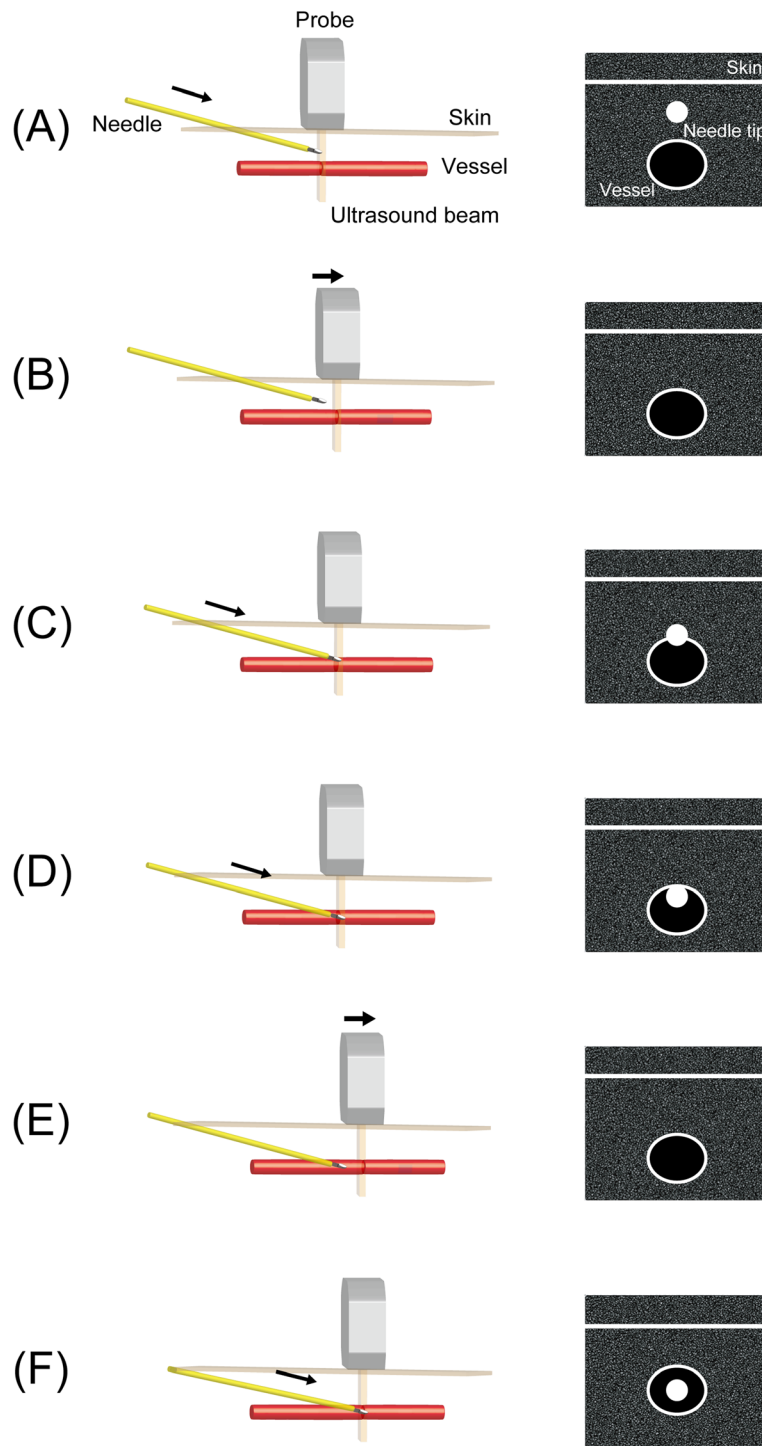 Probe
(A)
Needle
Skin
Vessel
Ultrasound beam
Skin
Needle tip
Vessel
(B)
(C)
(D)
(E)
(F)